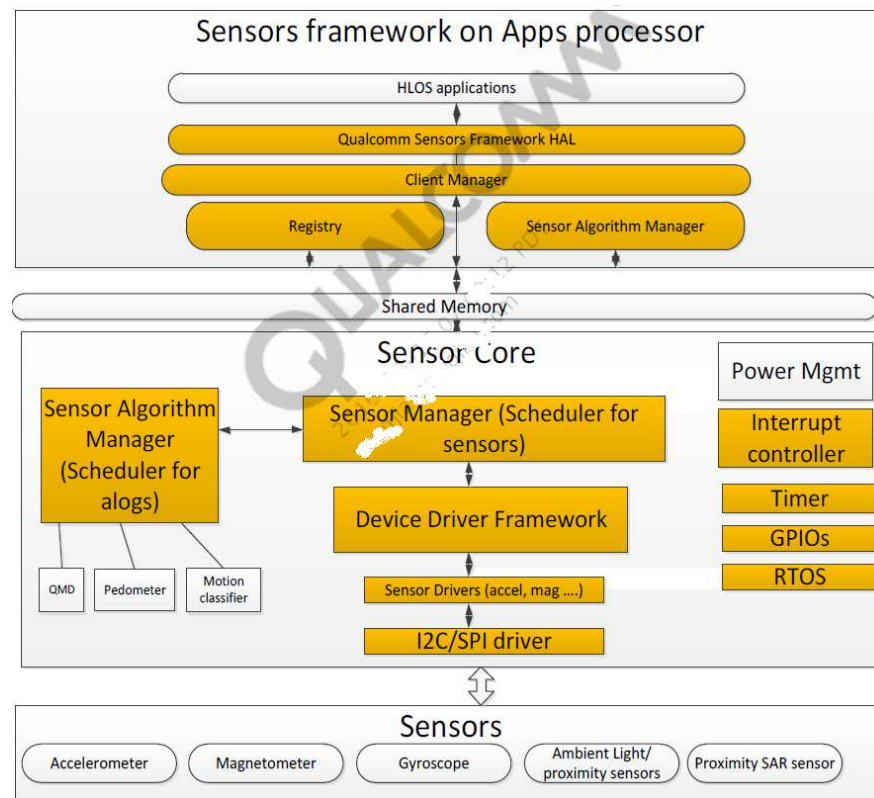 Sensors framework on Apps processor
HLOS applications
Qualcomm Sensors Framework HAL
Client Manager
Registry
Sensor Algorithm Manager
QUALCOMM
Shared Memory
Sensor Core
Sensor Algorithm
Manager
(Scheduler for
alogs)
Sensor Manager (Scheduler for
sensors)
Device Driver Framework
Sensor Drivers (accel, mag ....)
I2C/SPI driver
QMD
Pedometer
Motion
classifier
Power Mgmt
Interrupt
controller
Timer
GPIOs
RTOS
Sensors
Accelerometer
Magnetometer
Gyroscope
Ambient Light/
proximity sensors
Proximity SAR sensor